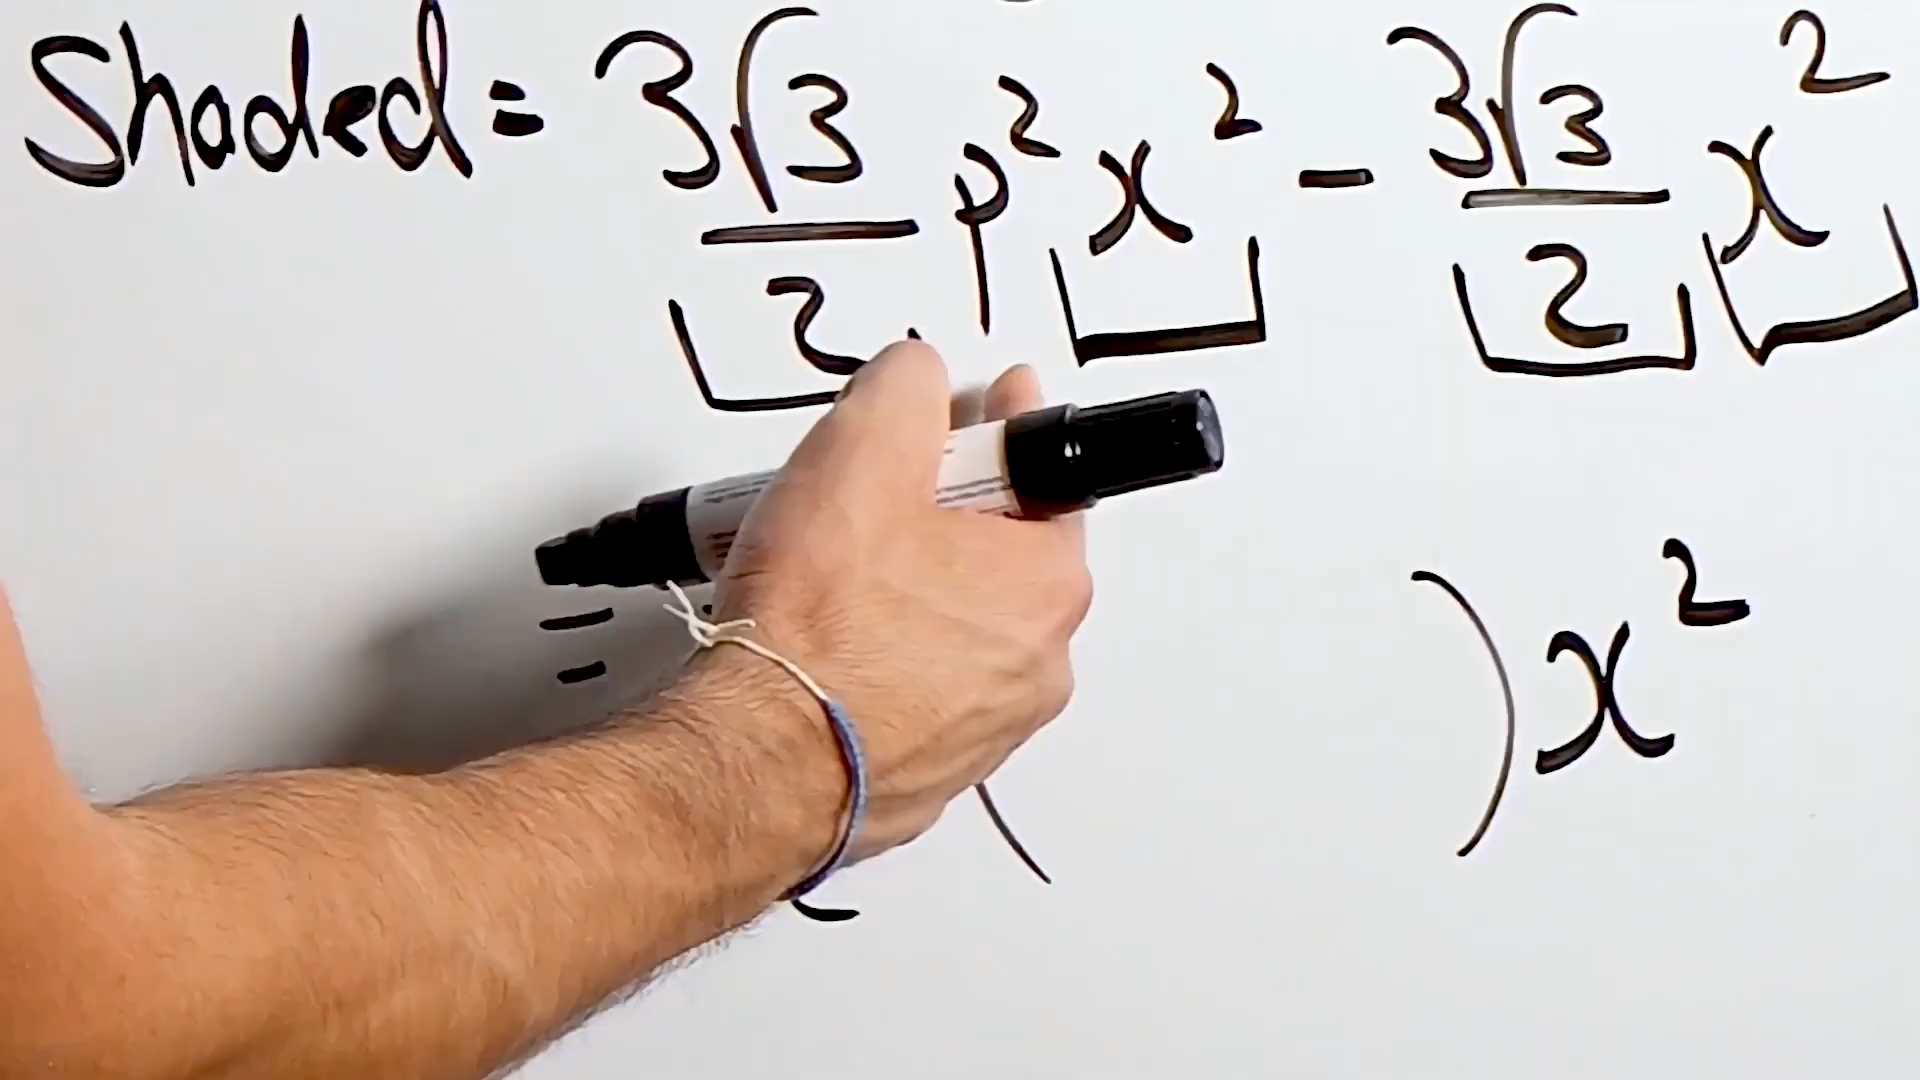 Shaded = 3√3/2 p² x² - 3√3/2 x²
= ( ) x²